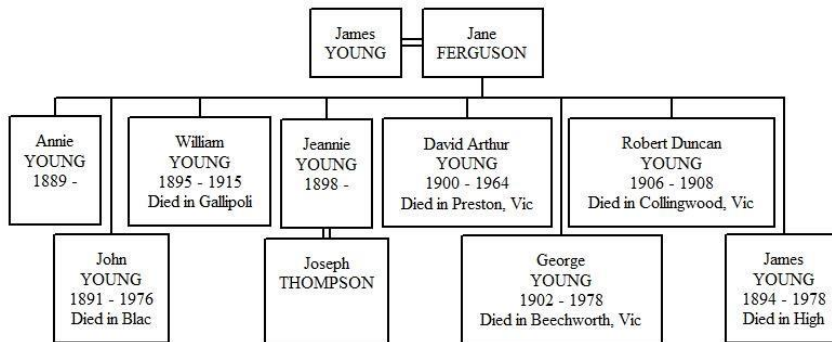 James
YOUNG
Jane
FERGUSON
Annie
YOUNG
1889 -
William
YOUNG
1895 - 1915
Died in Gallipoli
Jeannie
YOUNG
1898 -
David Arthur
YOUNG
1900 - 1964
Died in Preston, Vic
Robert Duncan
YOUNG
1906 - 1908
Died in Collingwood, Vic
John
YOUNG
1891 - 1976
Died in Blac
Joseph
THOMPSON
George
YOUNG
1902 - 1978
Died in Beechworth, Vic
James
YOUNG
1894 - 1978
Died in High